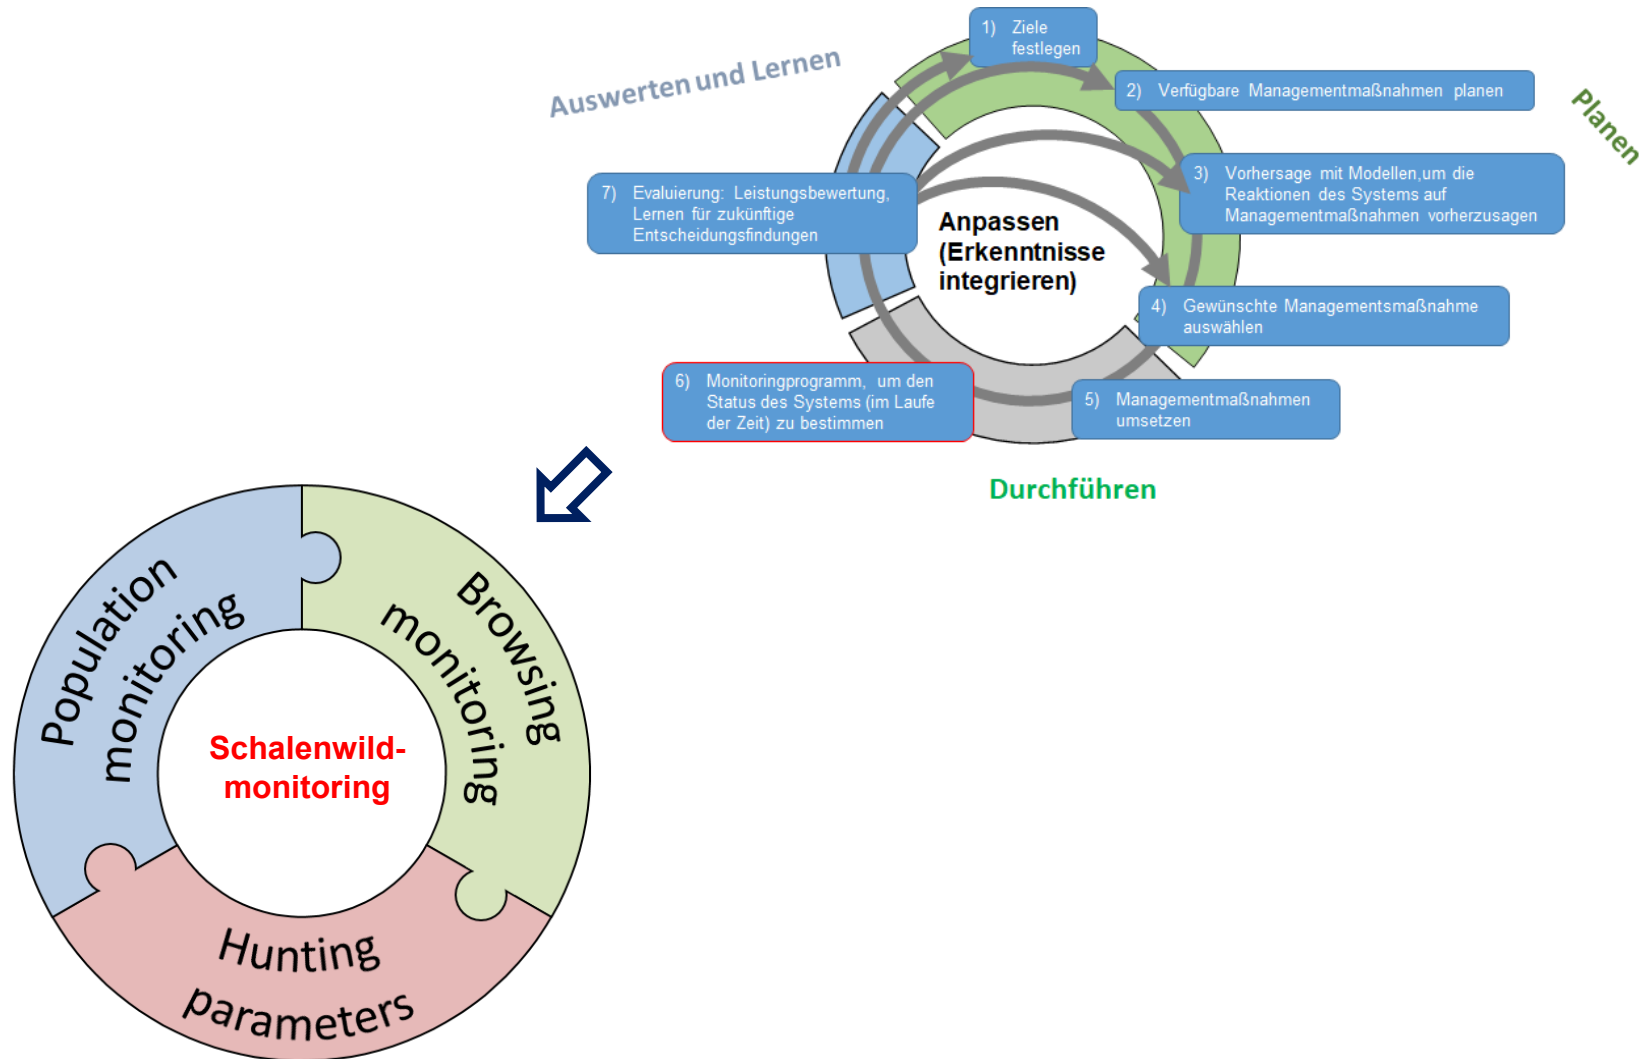 1) Ziele
festlegen
Auswerten und Lernen
2) Verfügbare Managementmaßnahmen planen
Planen
3) Vorhersage mit Modellen,um die
Reaktionen des Systems auf
Managementmaßnahmen vorherzusagen
7) Evaluierung: Leistungsbewertung,
Lernen für zukünftige
Entscheidungsfindungen
Anpassen
(Erkenntnisse
integrieren)
4) Gewünschte Managementsmaßnahme
auswählen
6) Monitoringprogramm, um den
Status des Systems (im Laufe
der Zeit) zu bestimmen
5) Managementmaßnahmen
umsetzen
Durchführen
Population
monitoring
Browsing
monitoring
Schalenwild-
monitoring
Hunting
parameters